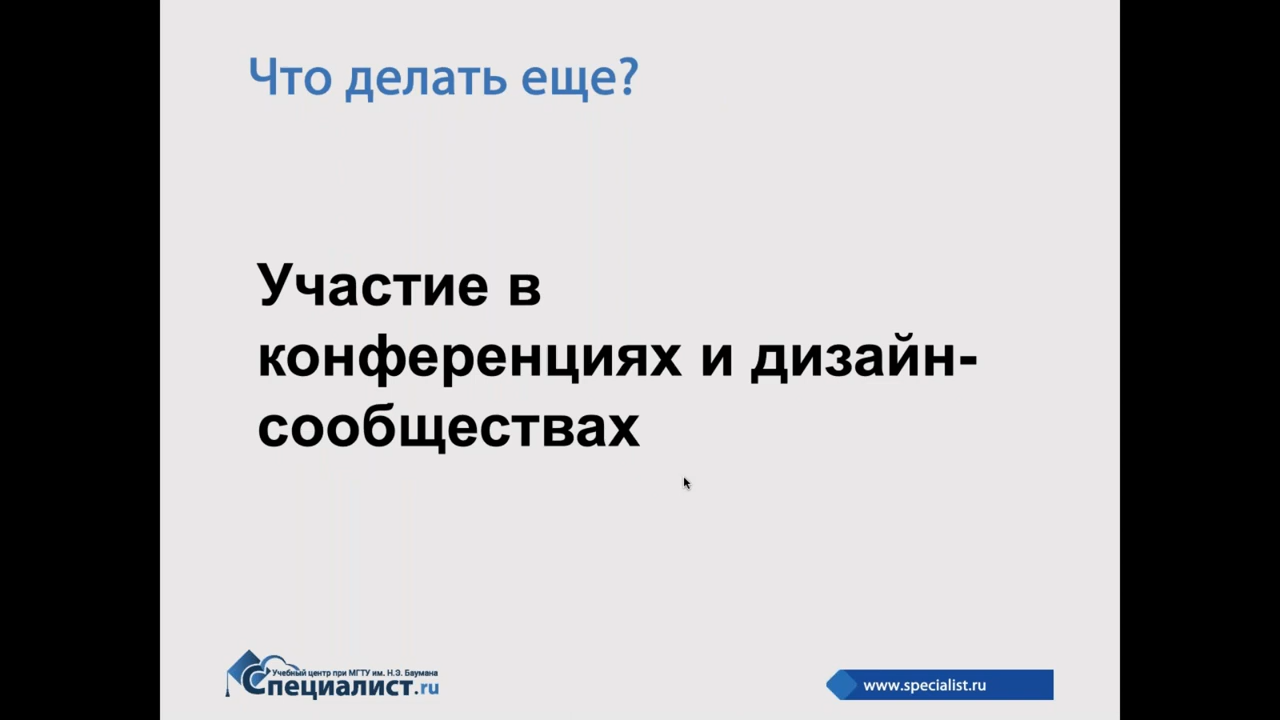 Что делать еще?
Участие в
конференциях и дизайн-
сообществах
Учебный центр при МГТУ им. Н.Э. Баумана
Специалист.ru
www.specialist.ru